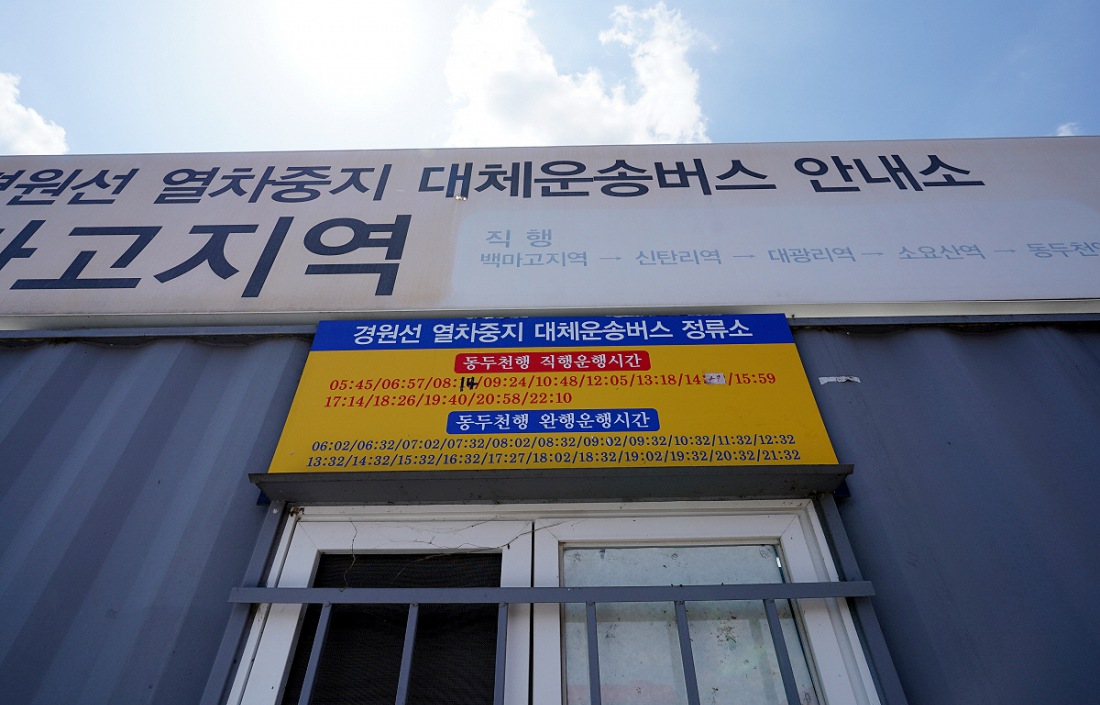 경원선 열차중지 대체운송버스 안내소
마고지역
직행
백마고지역 → 신탄리역 → 대광리역 → 소요산역 → 동두천역
경원선 열차중지 대체운송버스 정류소
동두천행 직행운행시간
05:45/06:57/08:14/09:24/10:48/12:05/13:18/14: /15:59
17:14/18:26/19:40/20:58/22:10
동두천행 완행운행시간
06:02/06:32/07:02/07:32/08:02/08:32/09:02/09:32/10:32/11:32/12:32
13:32/14:32/15:32/16:32/17:27/18:02/18:32/19:02/19:32/20:32/21:32